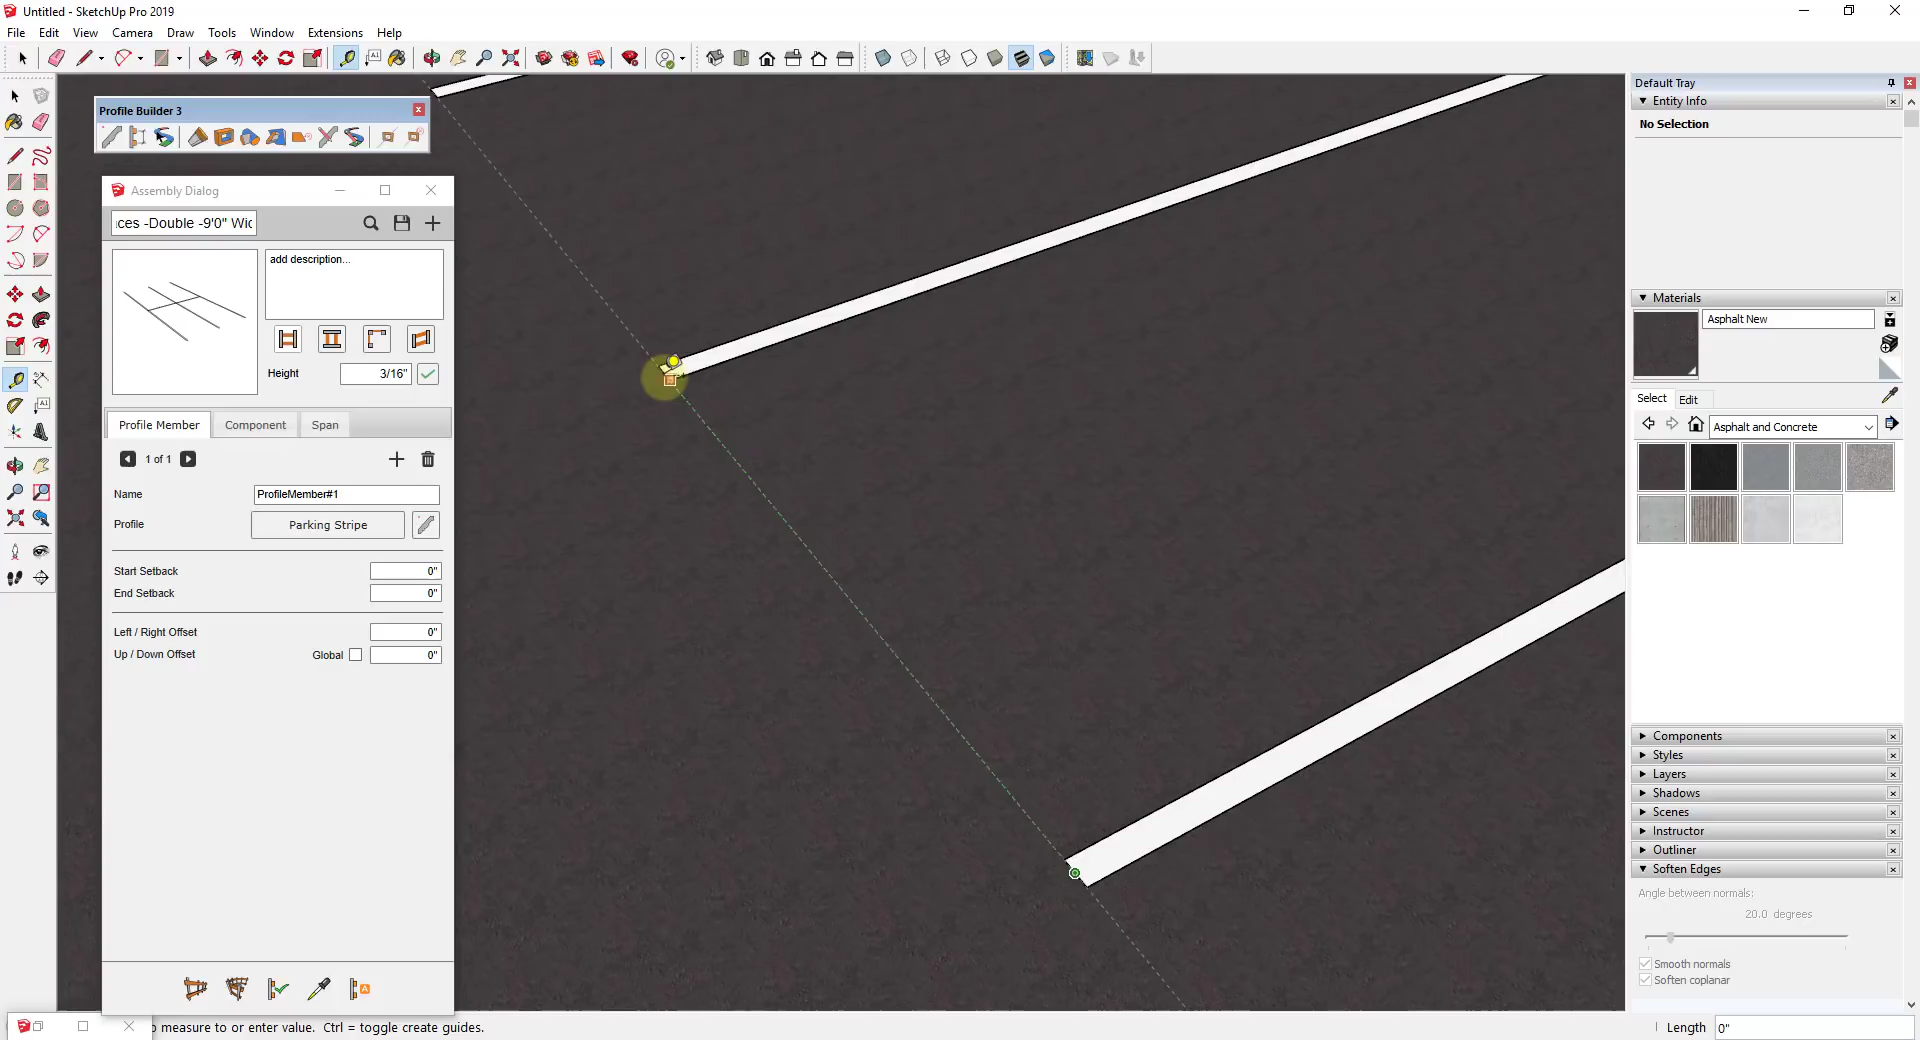 Untitled - SketchUp Pro 2019
File Edit View Camera Draw Tools Window Extensions Help
Profile Builder 3
Assembly Dialog
ces -Double -9'0" Wid
add description...
Height 3/16"
Profile Member Component Span
1 of 1
Name ProfileMember#1
Profile Parking Stripe
Start Setback 0"
End Setback 0"
Left / Right Offset 0"
Up / Down Offset Global 0"
measure to or enter value. Ctrl = toggle create guides.
Default Tray
Entity Info
No Selection
Materials
Asphalt New
Select Edit
Asphalt and Concrete
Components
Styles
Layers
Shadows
Scenes
Instructor
Outliner
Soften Edges
Angle between normals:
20.0 degrees
Smooth normals
Soften coplanar
Length 0"